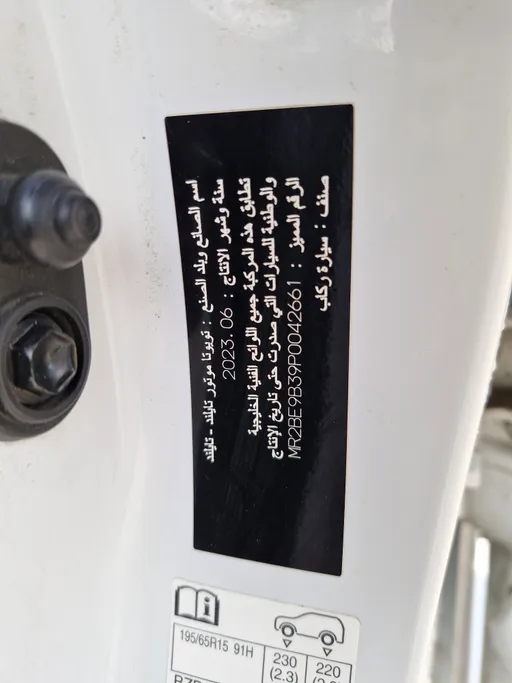 اسم الصانع وبلد الصنع : تويوتا موتور تايلند - تايلند
سنة وشهر الانتاج : 2023.06
تطابق هذه المركبة جميع اللوائح الفنية الخليجية
والوطنية للسيارات التي صدرت حتى تاريخ الإنتاج
الرقم المميز : MR2BE9B39P0042661
صنف : سيارة ركاب
195/65R15 91H
230 220
(2.3)